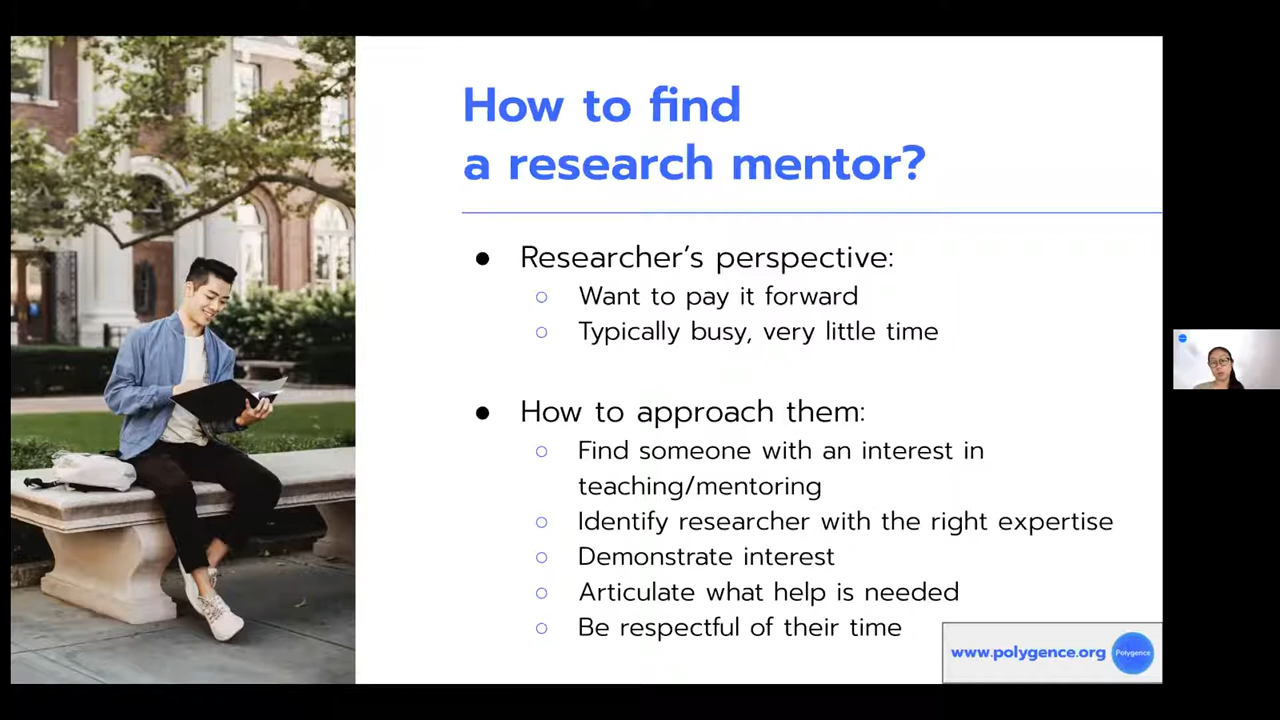 How to find
a research mentor?
● Researcher's perspective:
○ Want to pay it forward
○ Typically busy, very little time
● How to approach them:
○ Find someone with an interest in
teaching/mentoring
○ Identify researcher with the right expertise
○ Demonstrate interest
○ Articulate what help is needed
○ Be respectful of their time
www.polygence.org
Polygence